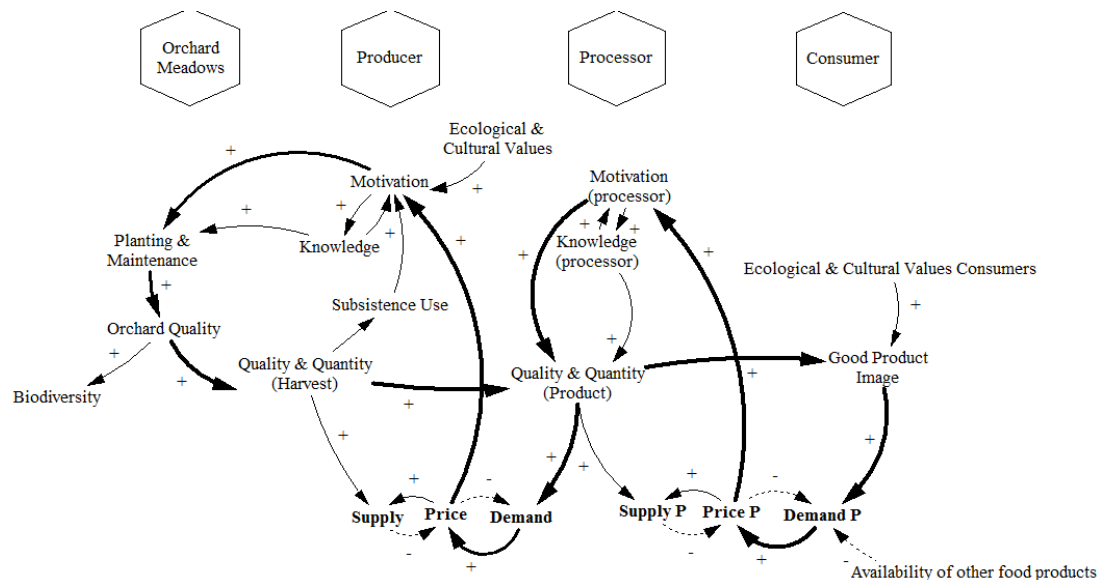 Orchard
Meadows
Producer
Processor
Consumer
Ecological &
Cultural Values
+
+
Motivation
+
Motivation
(processor)
+
+
+
Knowledge
+
+
+
Knowledge
(processor)
+
+
Planting &
Maintenance
+
+
Ecological & Cultural Values Consumers
+
Subsistence Use
Orchard Quality
+
+
+
Quality & Quantity
(Harvest)
+
Quality & Quantity
(Product)
+
Good Product
Image
Biodiversity
+
+
+
+
+
+
-
+
-
Supply
Price
Demand
Supply P
Price P
Demand P
-
+
-
+
-
Availability of other food products